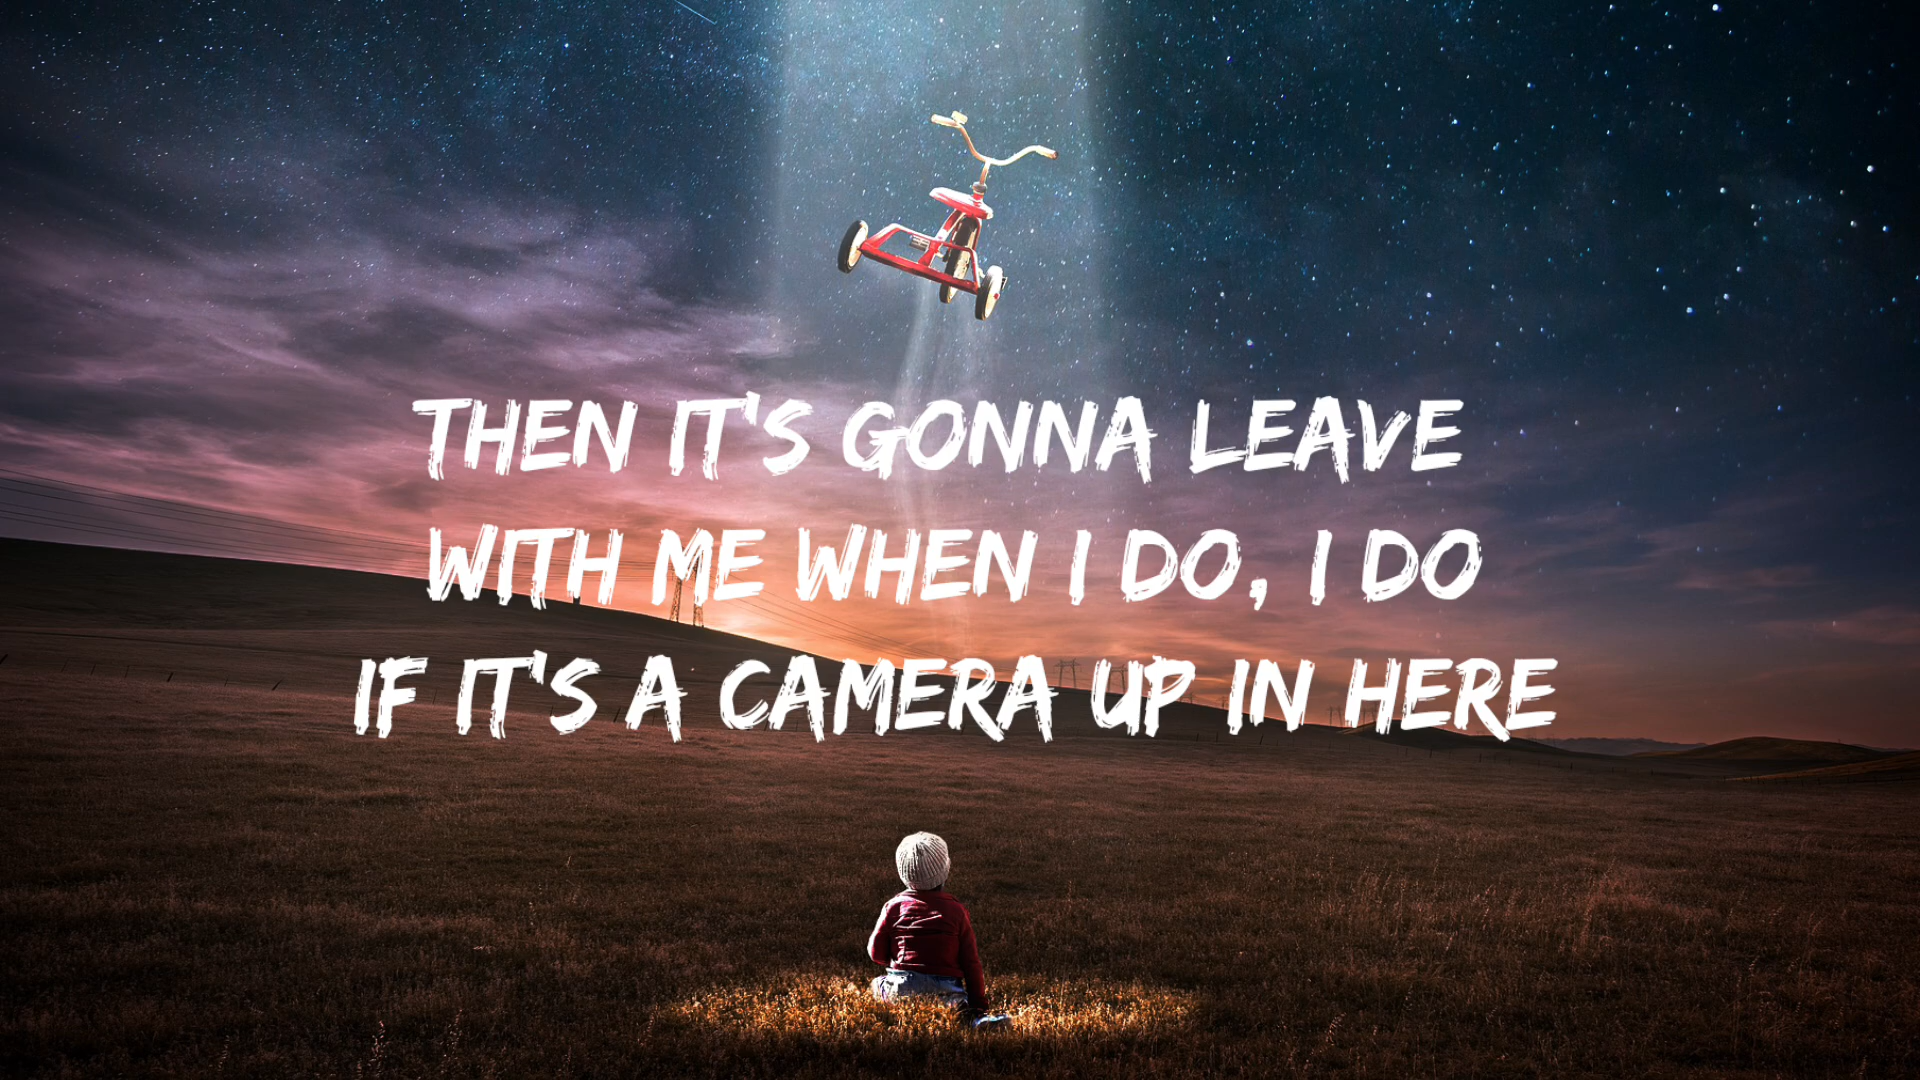 THEN IT'S GONNA LEAVE
WITH ME WHEN I DO, I DO
IF IT'S A CAMERA UP IN HERE